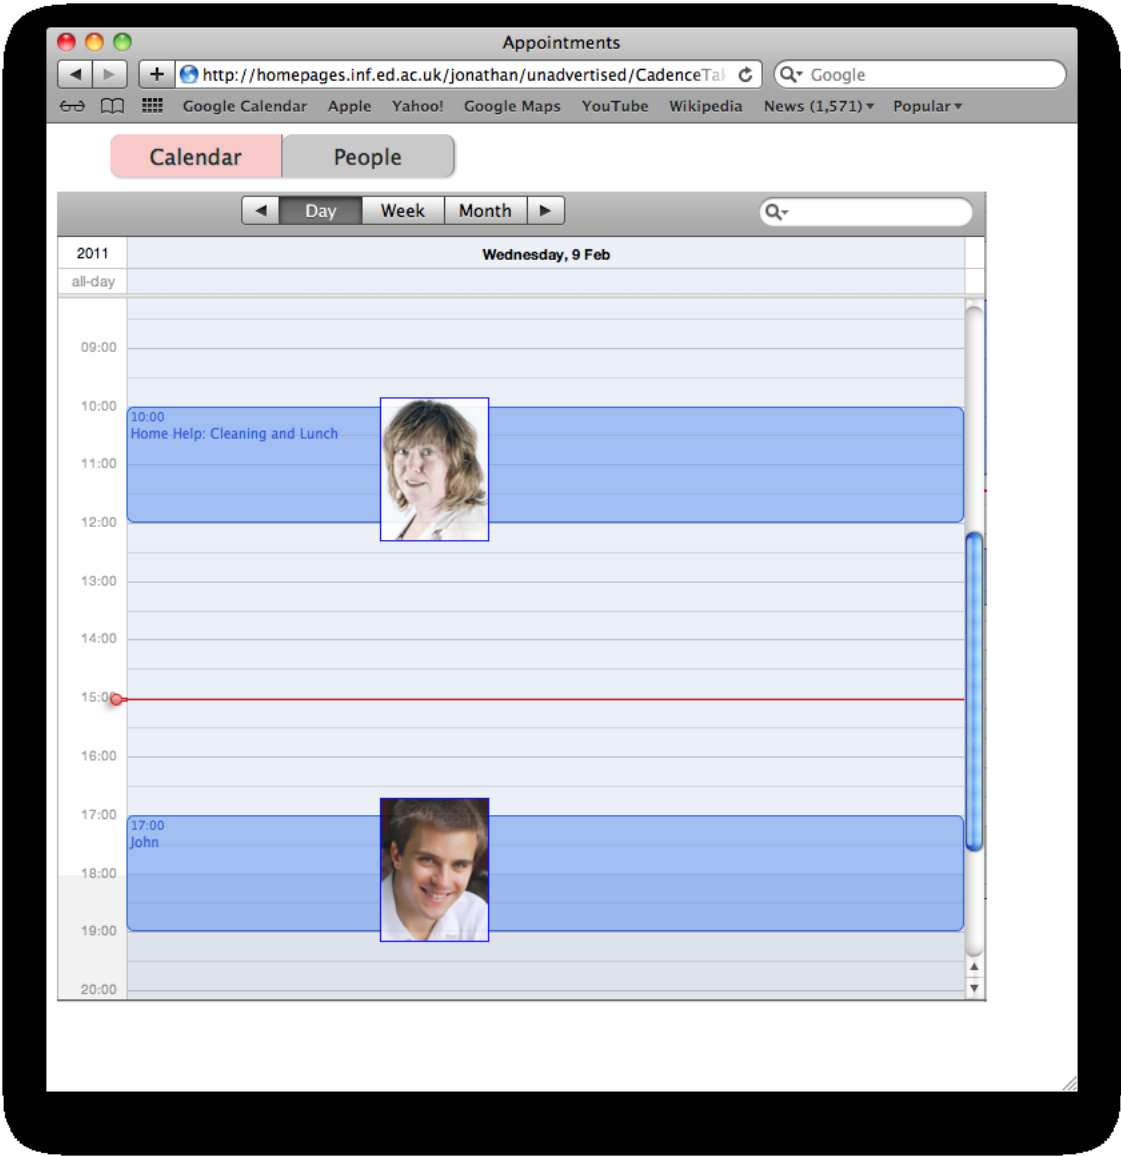 Appointments
http://homepages.inf.ed.ac.uk/jonathan/unadvertised/CadenceTal
Google
Google Calendar Apple Yahoo! Google Maps YouTube Wikipedia News (1,571) Popular
Calendar People
Day Week Month
2011 Wednesday, 9 Feb
all-day
09:00
10:00
10:00
Home Help: Cleaning and Lunch
11:00
12:00
13:00
14:00
15:00
16:00
17:00
17:00
John
18:00
19:00
20:00